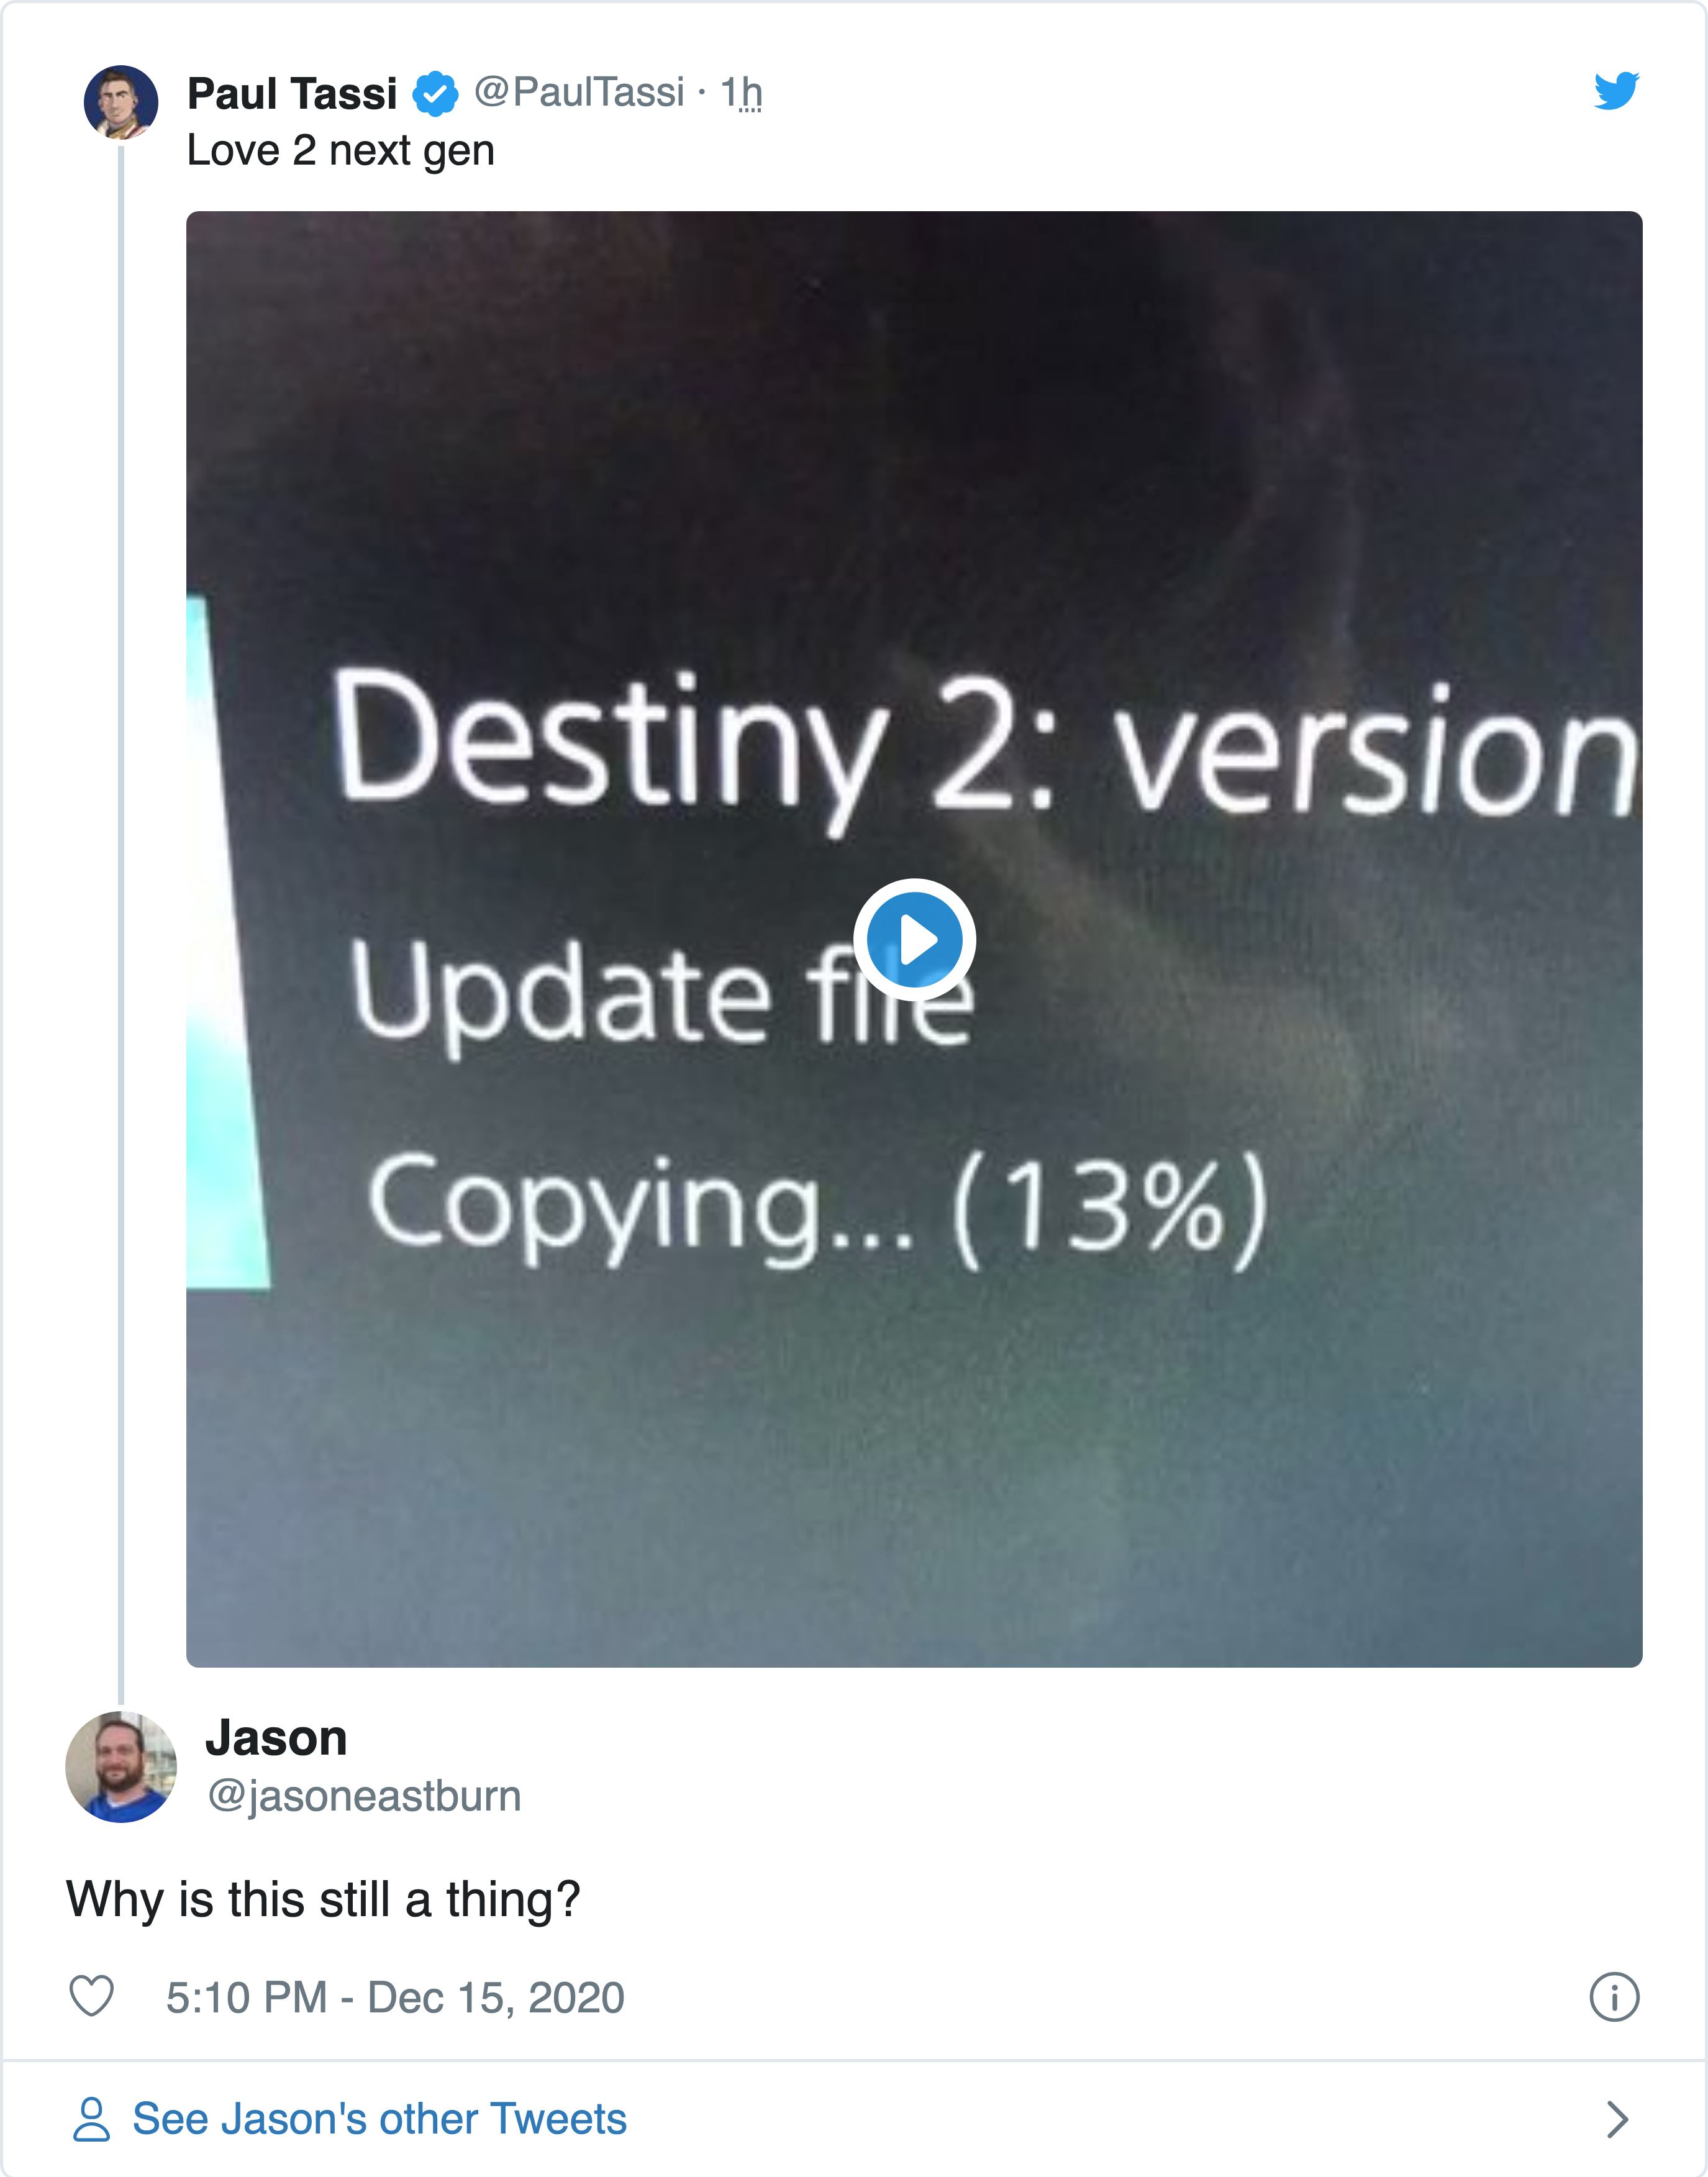 Paul Tassi @PaulTassi · 1h
Love 2 next gen
Destiny 2: version
Update file
Copying... (13%)
Jason
@jasoneastburn
Why is this still a thing?
5:10 PM - Dec 15, 2020
See Jason's other Tweets